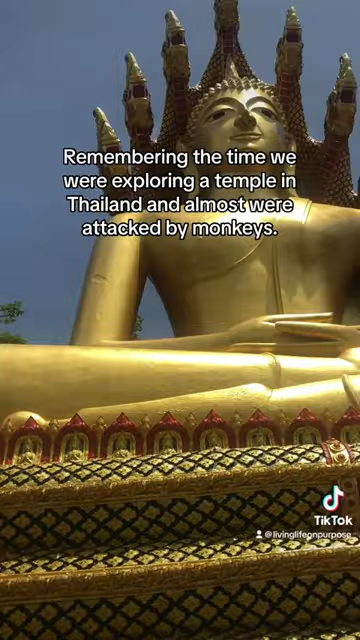 Remembering the time we
were exploring a temple in
Thailand and almost were
attacked by monkeys.
TikTok
@livinglifeonpurpose